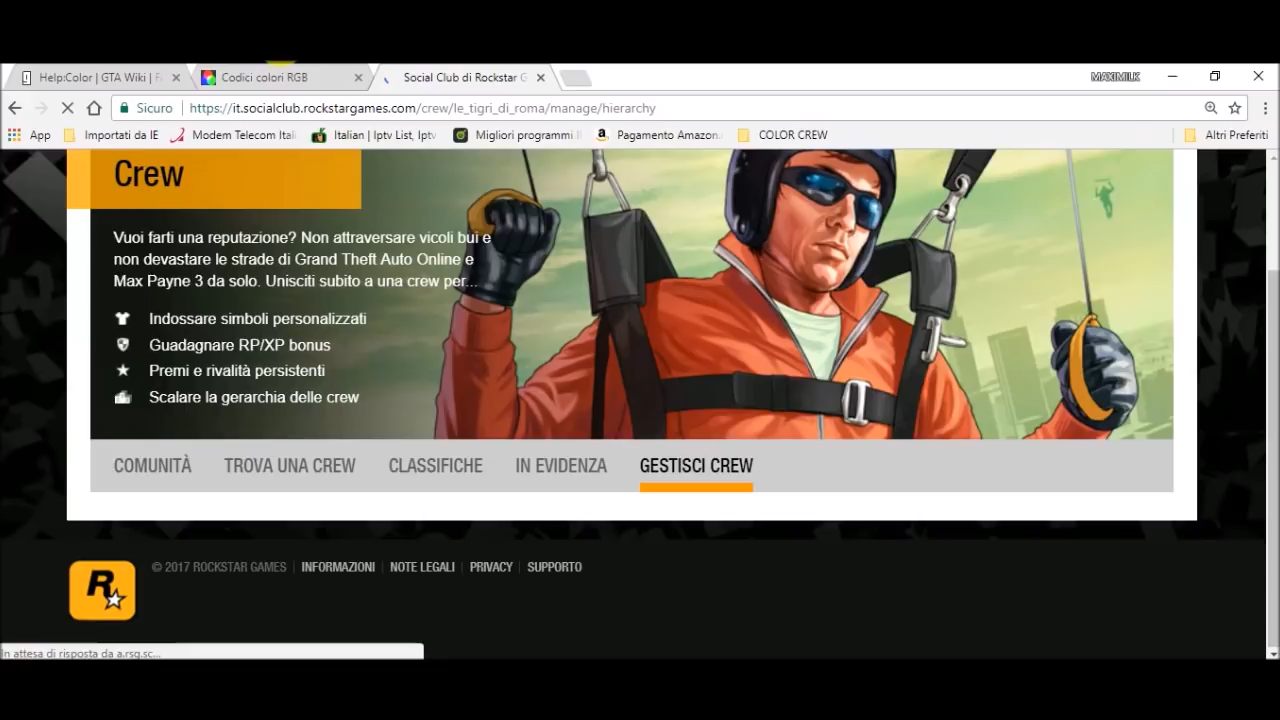 Help:Color | GTA Wiki | F
Codici colori RGB
Social Club di Rockstar G
MAXIMILK
Sicuro
https://it.socialclub.rockstargames.com/crew/le_tigri_di_roma/manage/hierarchy
App
Importati da IE
Modem Telecom Itali
Italian | Iptv List, Iptv
Migliori programmi
Pagamento Amazon.
COLOR CREW
Altri Preferiti
Crew
Vuoi farti una reputazione? Non attraversare vicoli bui e
non devastare le strade di Grand Theft Auto Online e
Max Payne 3 da solo. Unisciti subito a una crew per...
Indossare simboli personalizzati
Guadagnare RP/XP bonus
Premi e rivalità persistenti
Scalare la gerarchia delle crew
COMUNITÀ
TROVA UNA CREW
CLASSIFICHE
IN EVIDENZA
GESTISCI CREW
R
© 2017 ROCKSTAR GAMES | INFORMAZIONI | NOTE LEGALI | PRIVACY | SUPPORTO
In attesa di risposta da a.rsg.sc...